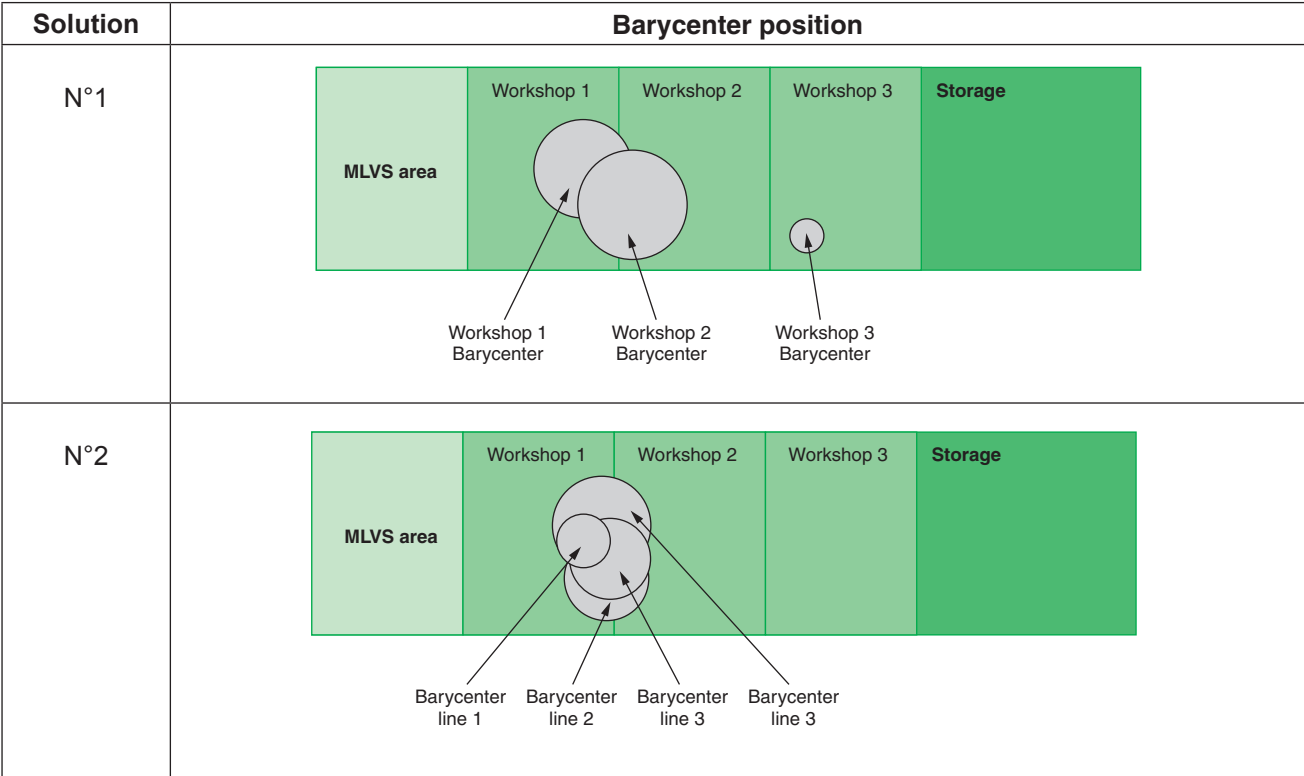 Solution
Barycenter position
N°1
Workshop 1
Workshop 2
Workshop 3
Storage
MLVS area
Workshop 1
Barycenter
Workshop 2
Barycenter
Workshop 3
Barycenter
N°2
Workshop 1
Workshop 2
Workshop 3
Storage
MLVS area
Barycenter
line 1
Barycenter
line 2
Barycenter
line 3
Barycenter
line 3